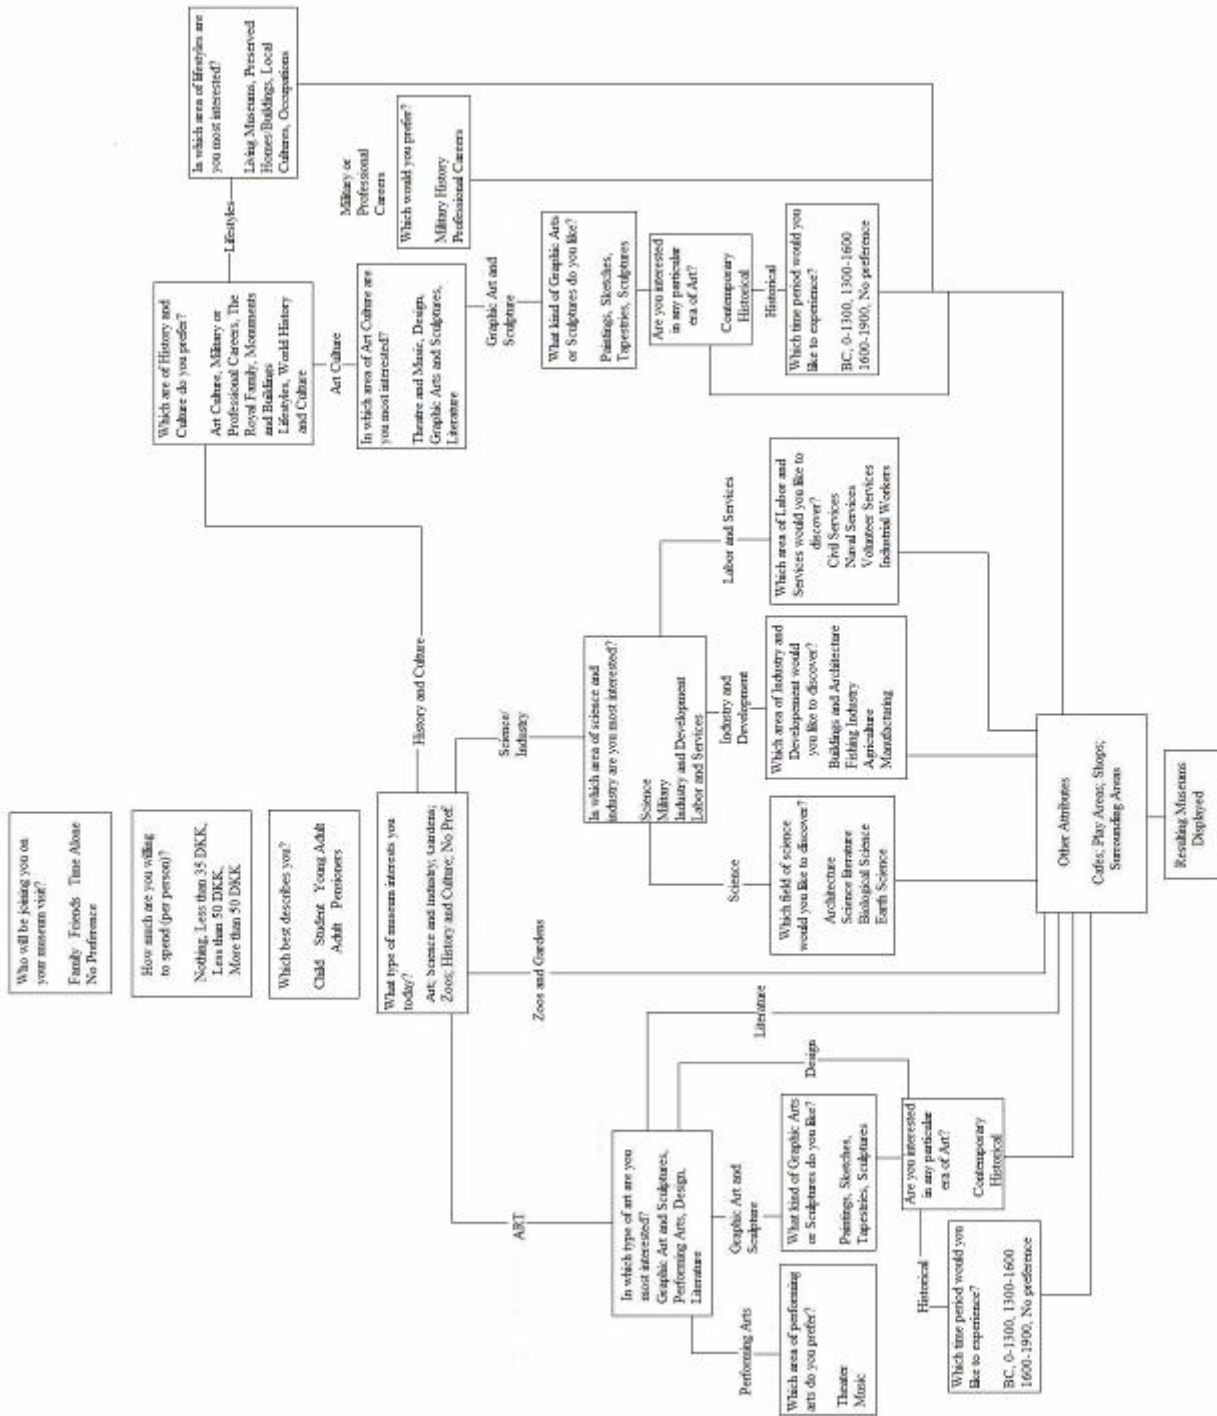 Who will be joining you on
your museum visit?
Family Friends Time Alone
No Preference
How much are you willing
to spend (per person)?
Nothing, Less than 35 DKK,
Less than 50 DKK,
More than 50 DKK
Which best describes you?
Child Student Young Adult
Adult Pensioners
What type of museum interests you
today?
Art; Science and Industry; Gardens;
Zoos; History and Culture; No Pref.
ART
Zoos and Gardens
Science/
Industry
History and Culture
In which type of art are you
most interested?
Graphic Art and Sculptures,
Performing Arts, Design,
Literature
Performing Arts
Graphic Art and
Sculpture
Design
Literature
Which area of performing
arts do you prefer?
Theater
Music
What kind of Graphic Arts
or Sculptures do you like?
Paintings, Sketches,
Tapestries, Sculptures
Are you interested
in any particular
era of Art?
Contemporary
Historical
Historical
Which time period would you
like to experience?
BC, 0-1300, 1300-1600
1600-1900, No preference
In which area of science and
industry are you most interested?
Science
Military
Industry and Development
Labor and Services
Science
Industry and
Development
Labor and Services
Which field of science
would you like to discover?
Architecture
Science literature
Biological Science
Earth Science
Which area of Industry and
Developement would
you like to discover?
Buildings and Architecture
Fishing Industry
Agriculture
Manufacturing
Which area of Labor and
Services would you like to
discover?
Civil Services
Naval Services
Volunteer Services
Industrial Workers
Which are of History and
Culture do you prefer?
Art Culture, Military or
Professional Careers, The
Royal Family, Monuments
and Buildings
Lifestyles, World History
and Culture
Lifestyles
In which area of lifestyles are
you most interested?
Living Museums, Preserved
Homes/Buildings, Local
Cultures, Occupations
Art Culture
In which area of Art Culture are
you most interested?
Theatre and Music, Design,
Graphic Arts and Sculptures,
Literature
Military or
Professional
Careers
Which would you prefer?
Military History
Professional Careers
Graphic Art and
Sculpture
What kind of Graphic Arts
or Sculptures do you like?
Paintings, Sketches,
Tapestries, Sculptures
Are you interested
in any particular
era of Art?
Contemporary
Historical
Historical
Which time period would you
like to experience?
BC, 0-1300, 1300-1600
1600-1900, No preference
Other Attributes
Cafes; Play Areas; Shops;
Surrounding Areas
Resulting Museums
Displayed